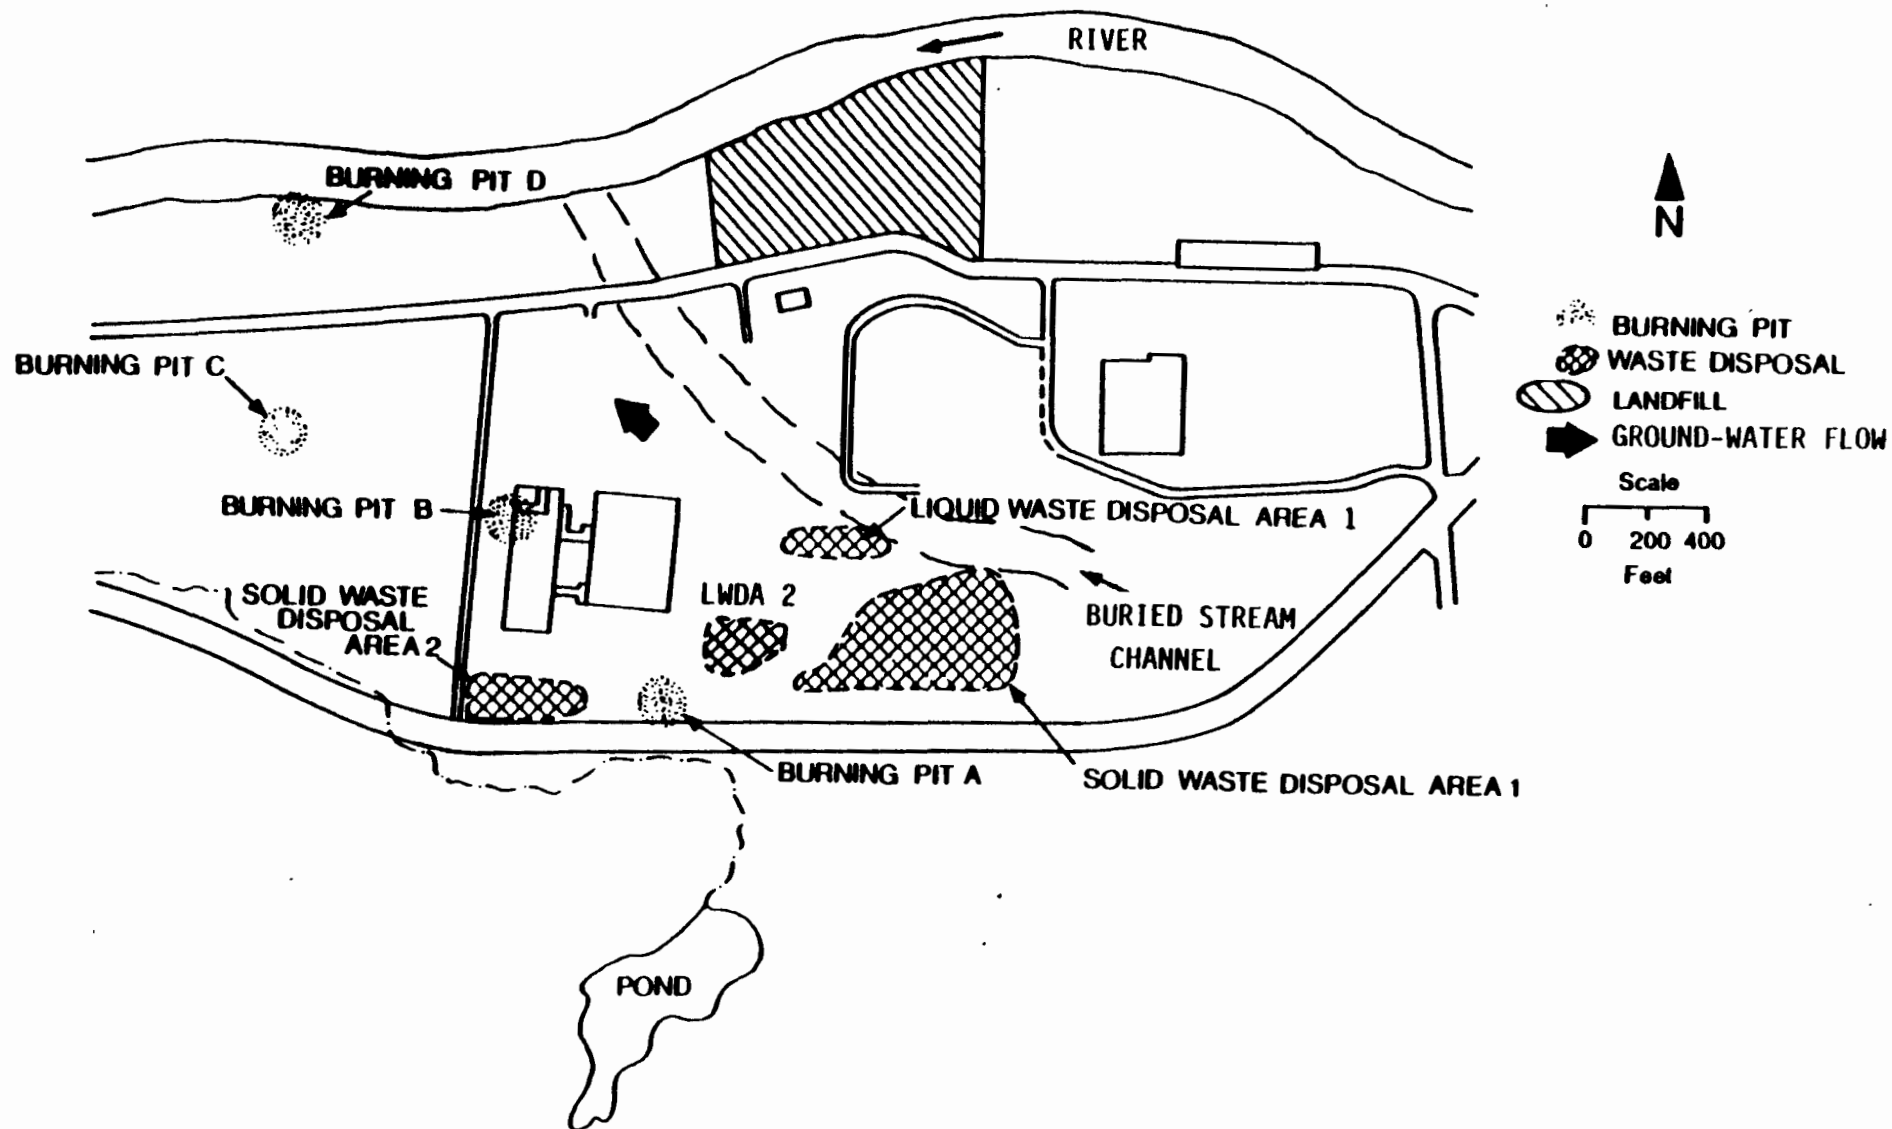 RIVER
BURNING PIT D
N
BURNING PIT
WASTE DISPOSAL
LANDFILL
GROUND-WATER FLOW
Scale
0 200 400
Feet
BURNING PIT C
BURNING PIT B
LIQUID WASTE DISPOSAL AREA 1
SOLID WASTE
DISPOSAL
AREA 2
LWDA 2
BURIED STREAM
CHANNEL
BURNING PIT A
SOLID WASTE DISPOSAL AREA 1
POND